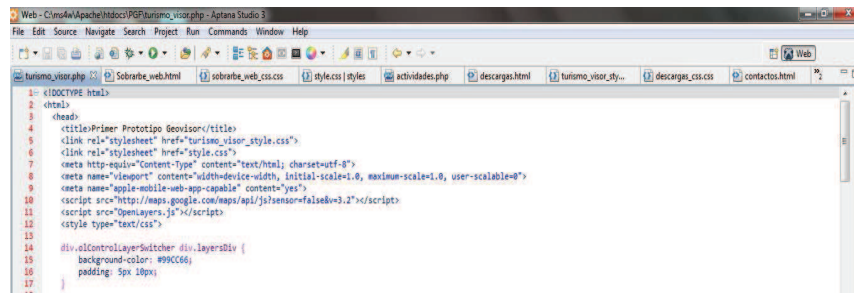 Web - C:\ms4w\Apache\htdocs\PGF\turismo_visor.php - Aptana Studio 3
File Edit Source Navigate Search Project Run Commands Window Help
Web
turismo_visor.php Sobrarbe_web.html sobrarbe_web_css.css style.css | styles actividades.php descargas.html turismo_visor_sty... descargas_css.css contactos.html »2
1 <!DOCTYPE html>
2 <html>
3 <head>
4 <title>Primer Prototipo Geovisor</title>
5 <link rel="stylesheet" href="turismo_visor_style.css">
6 <link rel="stylesheet" href="style.css">
7 <meta http-equiv="Content-Type" content="text/html; charset=utf-8">
8 <meta name="viewport" content="width=device-width, initial-scale=1.0, maximum-scale=1.0, user-scalable=0">
9 <meta name="apple-mobile-web-app-capable" content="yes">
10 <script src="http://maps.google.com/maps/api/js?sensor=false&v=3.2"></script>
11 <script src="OpenLayers.js"></script>
12 <style type="text/css">
13
14 div.olControlLayerSwitcher div.layersDiv {
15 background-color: #99CC66;
16 padding: 5px 10px;
17 }